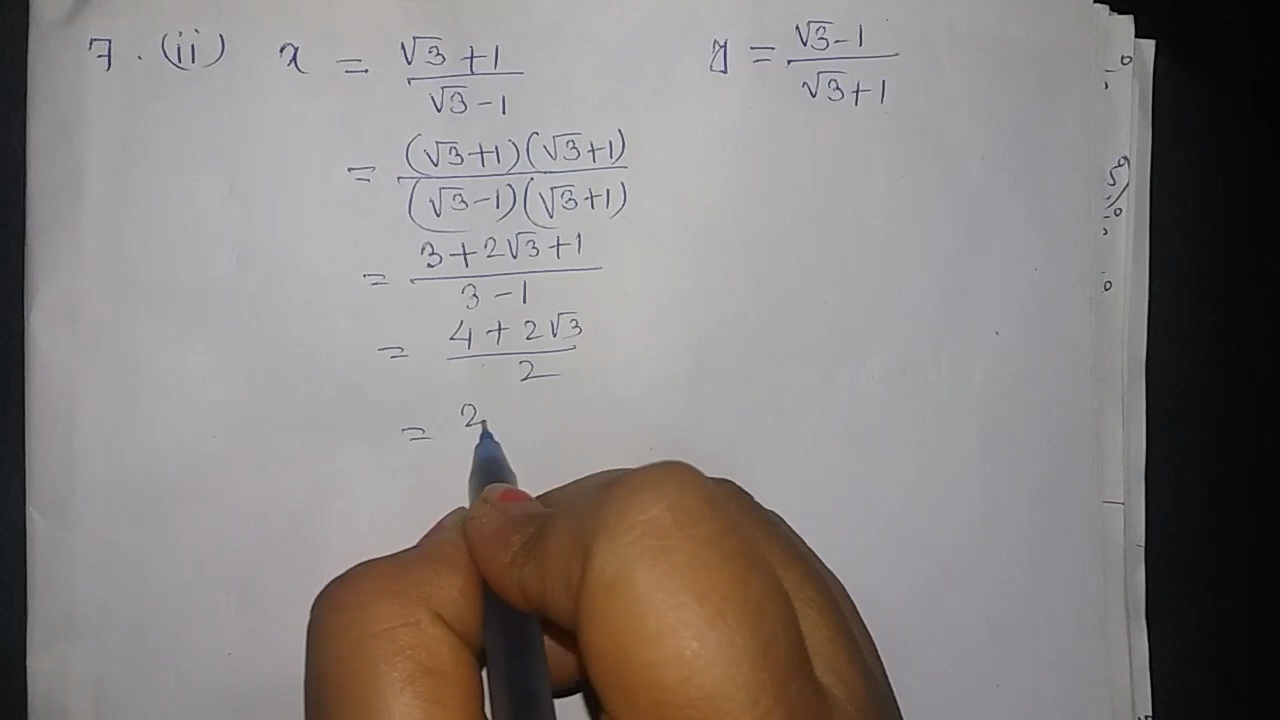 7. (ii) x = (√3 + 1)/(√3 - 1) y = (√3 - 1)/(√3 + 1)
= (√3+1)(√3+1)/(√3-1)(√3+1)
= (3+2√3+1)/(3-1)
= (4+2√3)/2
= 2